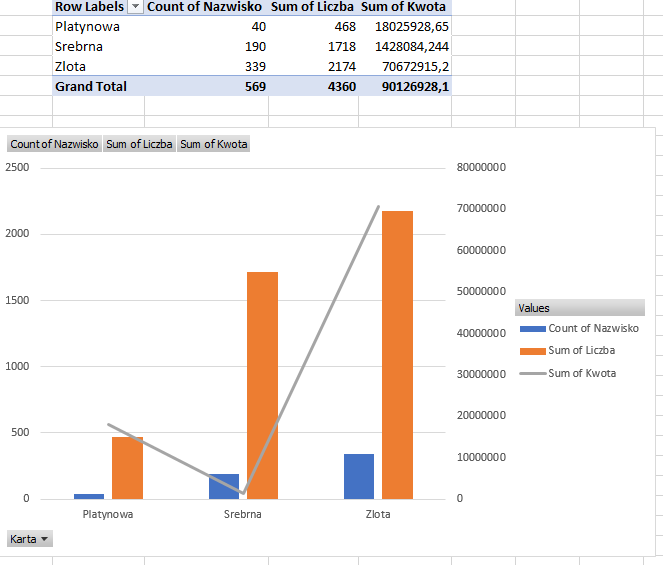 Row Labels Count of Nazwisko Sum of Liczba Sum of Kwota
Platynowa 40 468 18025928,65
Srebrna 190 1718 1428084,244
Zlota 339 2174 70672915,2
Grand Total 569 4360 90126928,1
Count of Nazwisko Sum of Liczba Sum of Kwota
2500 80000000
70000000
2000
60000000
1500 50000000
40000000
1000
30000000
500 20000000
10000000
0 0
Platynowa Srebrna Zlota
Values
Count of Nazwisko
Sum of Liczba
Sum of Kwota
Karta